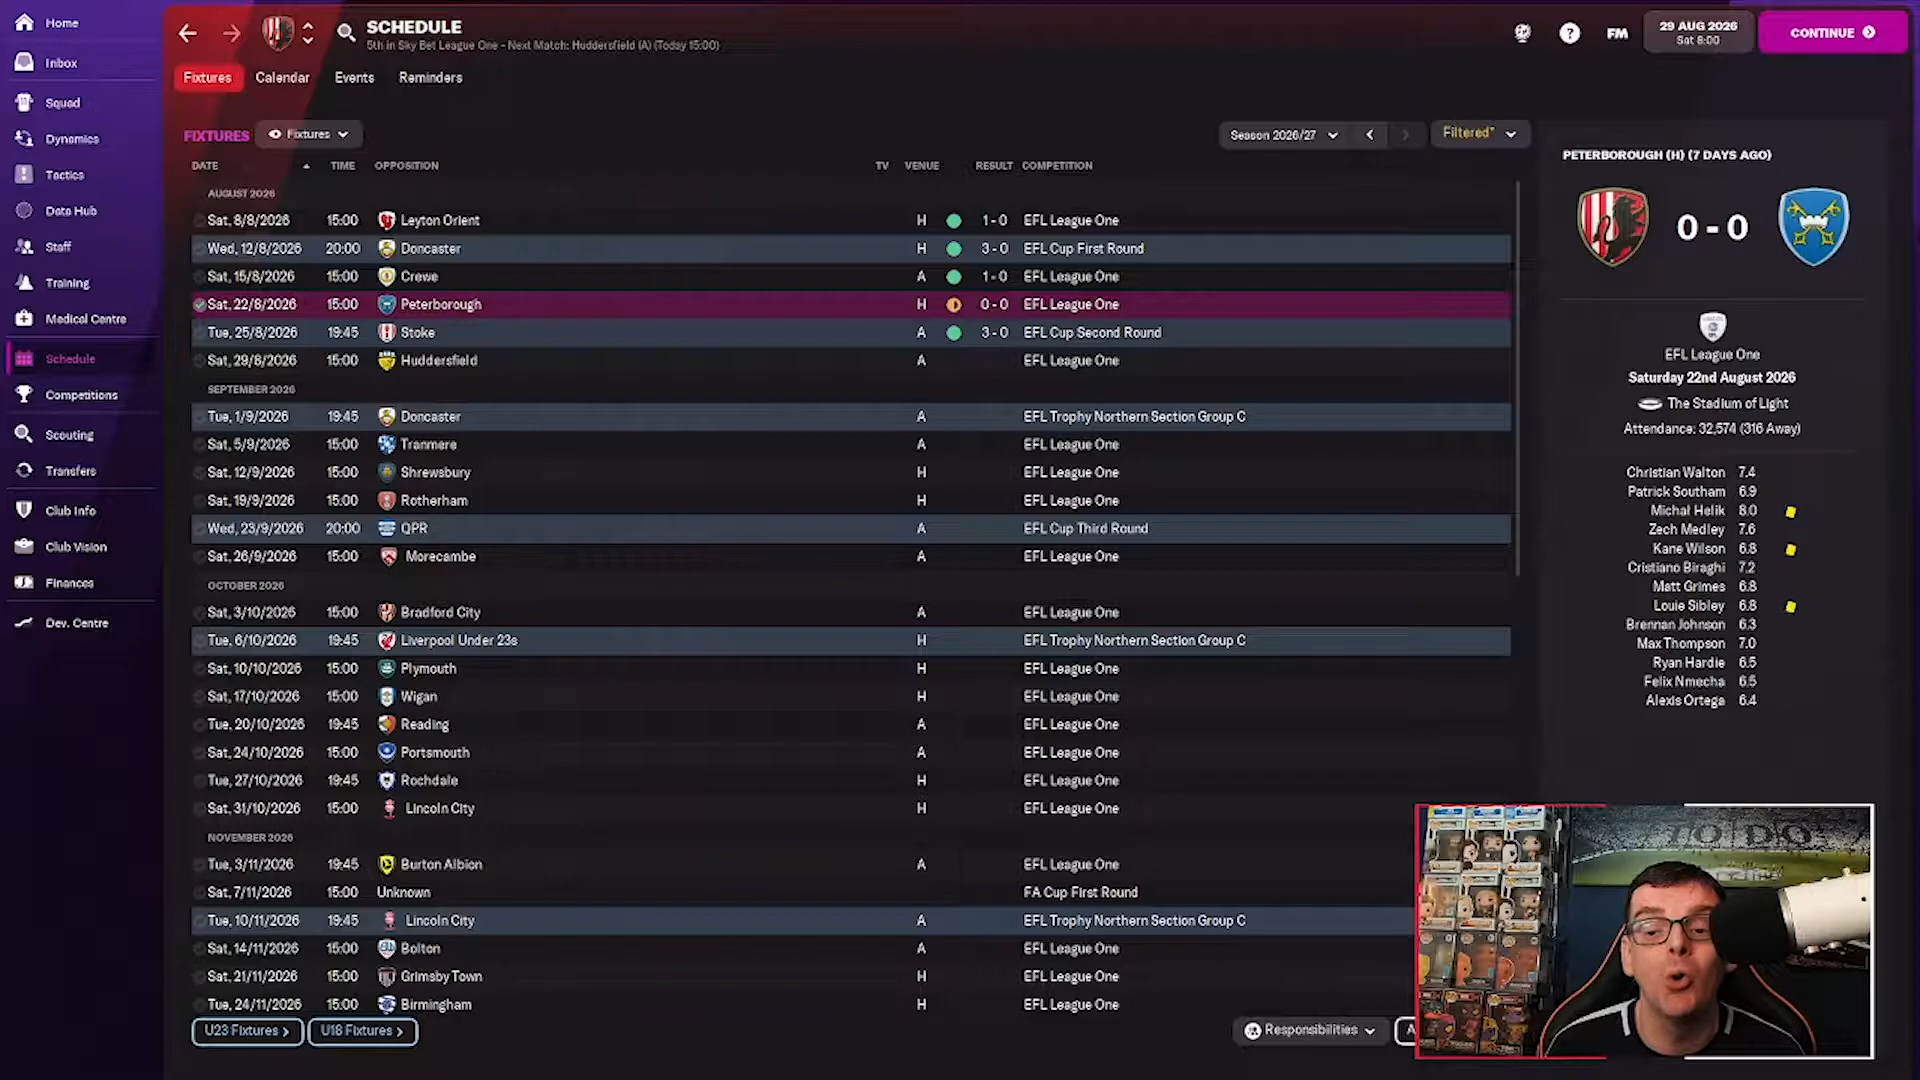 Home
Inbox
Squad
Dynamics
Tactics
Data Hub
Staff
Training
Medical Centre
Schedule
Competitions
Scouting
Transfers
Club Info
Club Vision
Finances
Dev. Centre
SCHEDULE
5th in Sky Bet League One - Next Match: Huddersfield (A) (Today 15:00)
FM
29 AUG 2026
Sat 8:00
CONTINUE
Fixtures Calendar Events Reminders
FIXTURES Fixtures
Season 2026/27
Filtered*
DATE TIME OPPOSITION TV VENUE RESULT COMPETITION
AUGUST 2026
Sat, 8/8/2026 15:00 Leyton Orient H 1 - 0 EFL League One
Wed, 12/8/2026 20:00 Doncaster H 3 - 0 EFL Cup First Round
Sat, 15/8/2026 15:00 Crewe A 1 - 0 EFL League One
Sat, 22/8/2026 15:00 Peterborough H 0 - 0 EFL League One
Tue, 25/8/2026 19:45 Stoke A 3 - 0 EFL Cup Second Round
Sat, 29/8/2026 15:00 Huddersfield A EFL League One
SEPTEMBER 2026
Tue, 1/9/2026 19:45 Doncaster A EFL Trophy Northern Section Group C
Sat, 5/9/2026 15:00 Tranmere A EFL League One
Sat, 12/9/2026 15:00 Shrewsbury H EFL League One
Sat, 19/9/2026 15:00 Rotherham H EFL League One
Wed, 23/9/2026 20:00 QPR A EFL Cup Third Round
Sat, 26/9/2026 15:00 Morecambe A EFL League One
OCTOBER 2026
Sat, 3/10/2026 15:00 Bradford City A EFL League One
Tue, 6/10/2026 19:45 Liverpool Under 23s H EFL Trophy Northern Section Group C
Sat, 10/10/2026 15:00 Plymouth H EFL League One
Sat, 17/10/2026 15:00 Wigan H EFL League One
Tue, 20/10/2026 19:45 Reading A EFL League One
Sat, 24/10/2026 15:00 Portsmouth A EFL League One
Tue, 27/10/2026 19:45 Rochdale H EFL League One
Sat, 31/10/2026 15:00 Lincoln City H EFL League One
NOVEMBER 2026
Tue, 3/11/2026 19:45 Burton Albion A EFL League One
Sat, 7/11/2026 15:00 Unknown FA Cup First Round
Tue, 10/11/2026 19:45 Lincoln City A EFL Trophy Northern Section Group C
Sat, 14/11/2026 15:00 Bolton A EFL League One
Sat, 21/11/2026 15:00 Grimsby Town H EFL League One
Tue, 24/11/2026 15:00 Birmingham H EFL League One
U23 Fixtures U18 Fixtures
Responsibilities
PETERBOROUGH (H) (7 DAYS AGO)
0 - 0
EFL League One
Saturday 22nd August 2026
The Stadium of Light
Attendance: 32,574 (316 Away)
Christian Walton 7.4
Patrick Southam 6.9
Michal Helik 8.0
Zech Medley 7.6
Kane Wilson 6.8
Cristiano Biraghi 7.2
Matt Grimes 6.8
Louie Sibley 6.8
Brennan Johnson 6.3
Max Thompson 7.0
Ryan Hardie 6.5
Felix Nmecha 6.5
Alexis Ortega 6.4